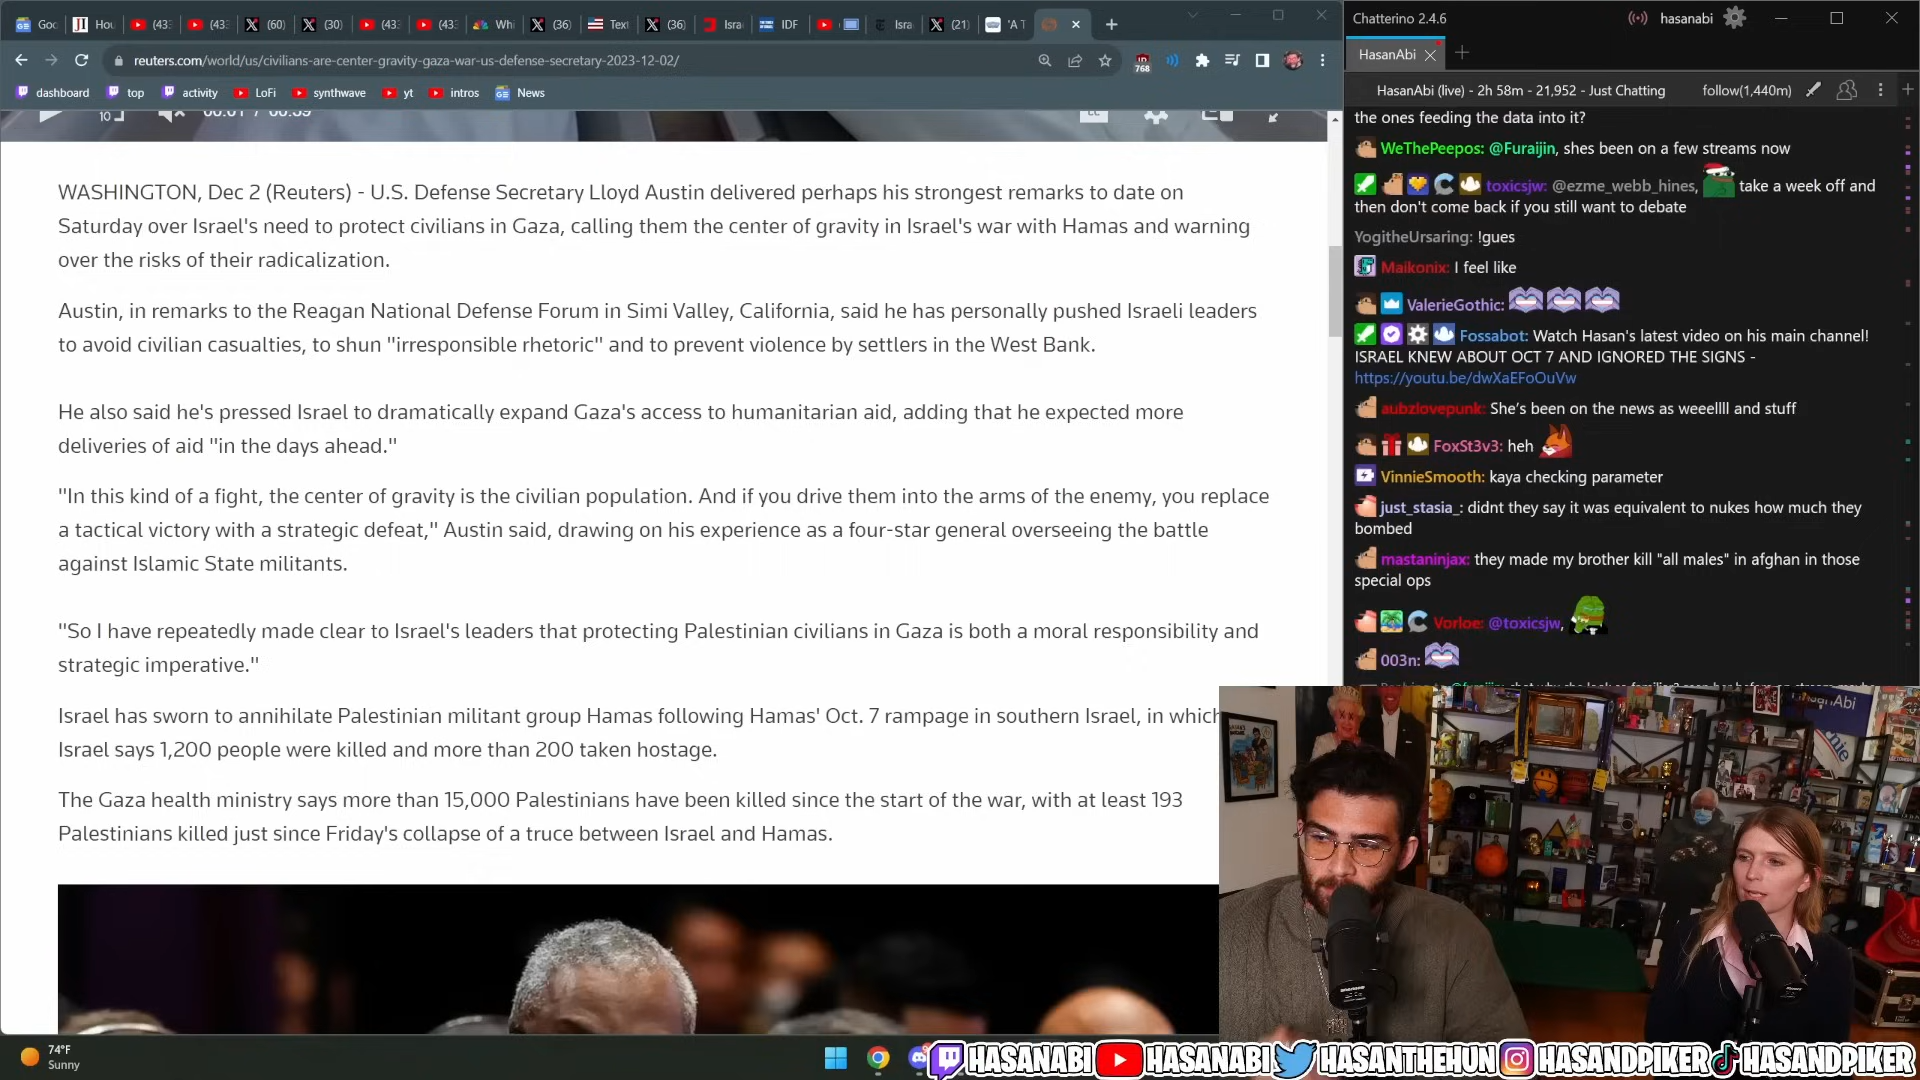 Goo
Hou
(43
(43
(60)
(30)
(43
(43
Whi
(36)
Text
(36)
Isra
IDF
Isra
(21)
'A T
reuters.com/world/us/civilians-are-center-gravity-gaza-war-us-defense-secretary-2023-12-02/
768
dashboard
top
activity
LoFi
synthwave
yt
intros
News
WASHINGTON, Dec 2 (Reuters) - U.S. Defense Secretary Lloyd Austin delivered perhaps his strongest remarks to date on
Saturday over Israel's need to protect civilians in Gaza, calling them the center of gravity in Israel's war with Hamas and warning
over the risks of their radicalization.
Austin, in remarks to the Reagan National Defense Forum in Simi Valley, California, said he has personally pushed Israeli leaders
to avoid civilian casualties, to shun "irresponsible rhetoric" and to prevent violence by settlers in the West Bank.
He also said he's pressed Israel to dramatically expand Gaza's access to humanitarian aid, adding that he expected more
deliveries of aid "in the days ahead."
"In this kind of a fight, the center of gravity is the civilian population. And if you drive them into the arms of the enemy, you replace
a tactical victory with a strategic defeat," Austin said, drawing on his experience as a four-star general overseeing the battle
against Islamic State militants.
"So I have repeatedly made clear to Israel's leaders that protecting Palestinian civilians in Gaza is both a moral responsibility and
strategic imperative."
Israel has sworn to annihilate Palestinian militant group Hamas following Hamas' Oct. 7 rampage in southern Israel, in which
Israel says 1,200 people were killed and more than 200 taken hostage.
The Gaza health ministry says more than 15,000 Palestinians have been killed since the start of the war, with at least 193
Palestinians killed just since Friday's collapse of a truce between Israel and Hamas.
74°F
Sunny
Chatterino 2.4.6
hasanabi
HasanAbi
HasanAbi (live) - 2h 58m - 21,952 - Just Chatting
follow(1,440m)
the ones feeding the data into it?
WeThePeepos: @Furaijin, shes been on a few streams now
toxicsjw: @ezme_webb_hines, take a week off and
then don't come back if you still want to debate
YogitheUrsaring: !gues
Maikonix: I feel like
ValerieGothic:
Fossabot: Watch Hasan's latest video on his main channel!
ISRAEL KNEW ABOUT OCT 7 AND IGNORED THE SIGNS -
https://youtu.be/dwXaEFoOuVw
aubzlovepunk: She's been on the news as weeellll and stuff
FoxSt3v3: heh
VinnieSmooth: kaya checking parameter
just_stasia_: didnt they say it was equivalent to nukes how much they
bombed
mastaninjax: they made my brother kill "all males" in afghan in those
special ops
Vorloe: @toxicsjw,
003n:
HASANABI
HASANABI
HASANTHEHUN
HASANDPIKER
HASANDPIKER